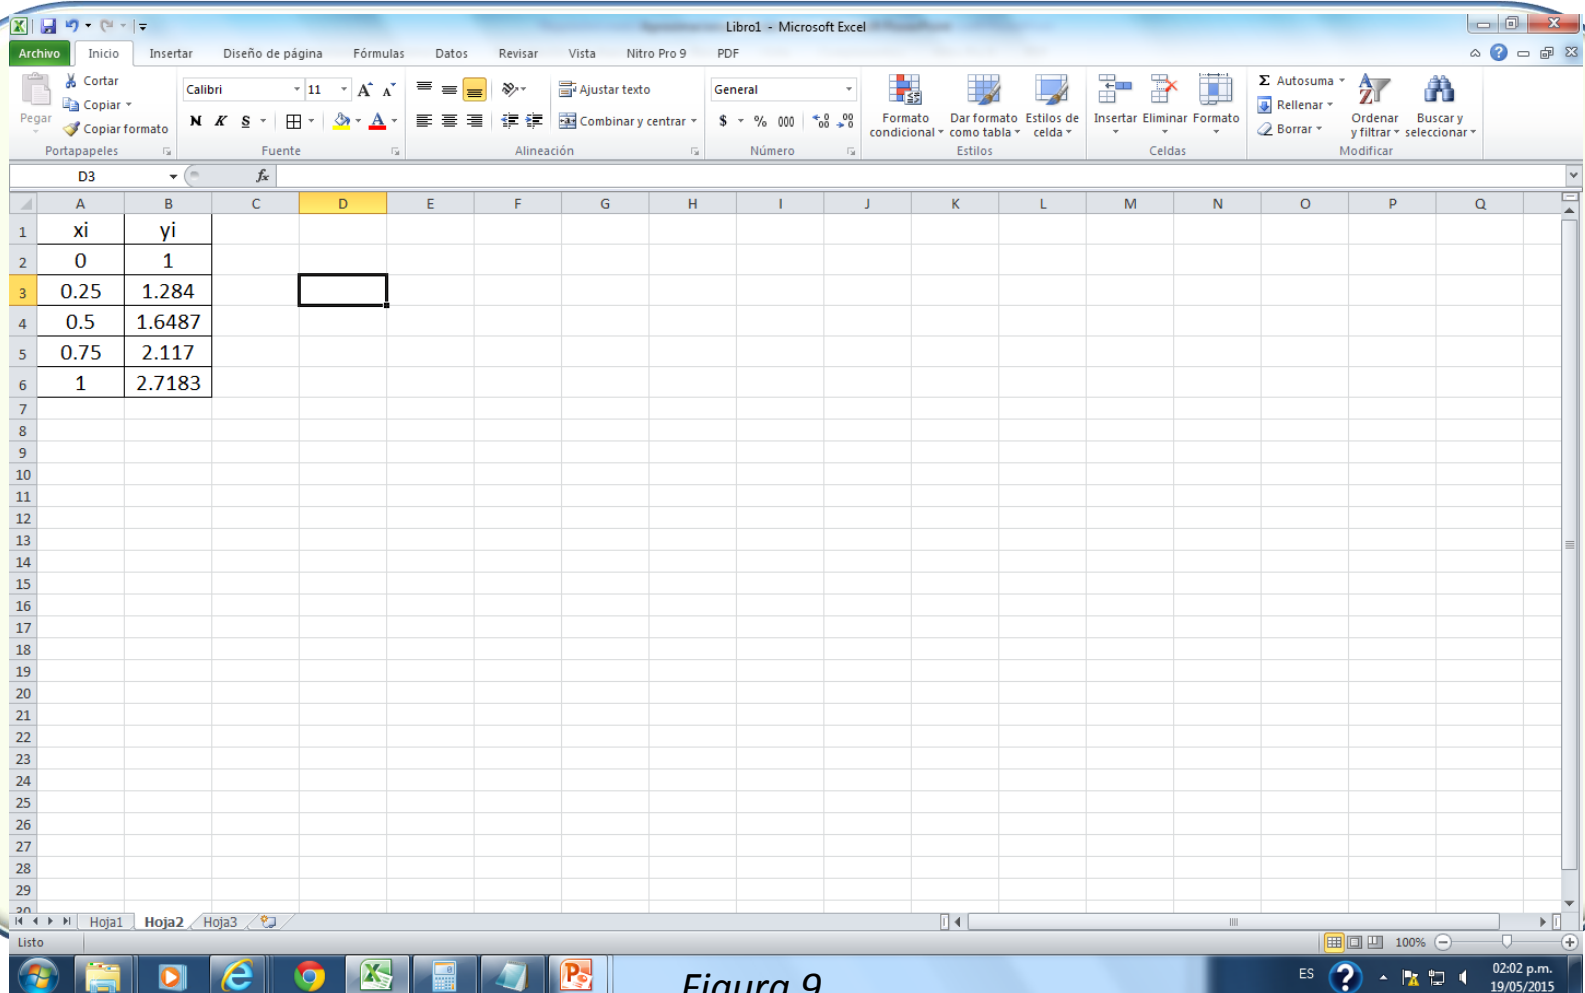 Libro1 - Microsoft Excel
Archivo Inicio Insertar Diseño de página Fórmulas Datos Revisar Vista Nitro Pro 9 PDF
Pegar
Cortar
Copiar
Copiar formato
Portapapeles
Calibri 11
N K S
Fuente
Ajustar texto
Combinar y centrar
Alineación
General
$ % 000
Número
Formato condicional
Dar formato como tabla
Estilos de celda
Estilos
Insertar Eliminar Formato
Celdas
Σ Autosuma
Rellenar
Borrar
Ordenar y filtrar
Buscar y seleccionar
Modificar
D3 fx
A B C D E F G H I J K L M N O P Q
1 xi yi
2 0 1
3 0.25 1.284
4 0.5 1.6487
5 0.75 2.117
6 1 2.7183
7
8
9
10
11
12
13
14
15
16
17
18
19
20
21
22
23
24
25
26
27
28
29
30
Hoja1 Hoja2 Hoja3
Listo 100%
Figura 9
ES 02:02 p.m.
19/05/2015